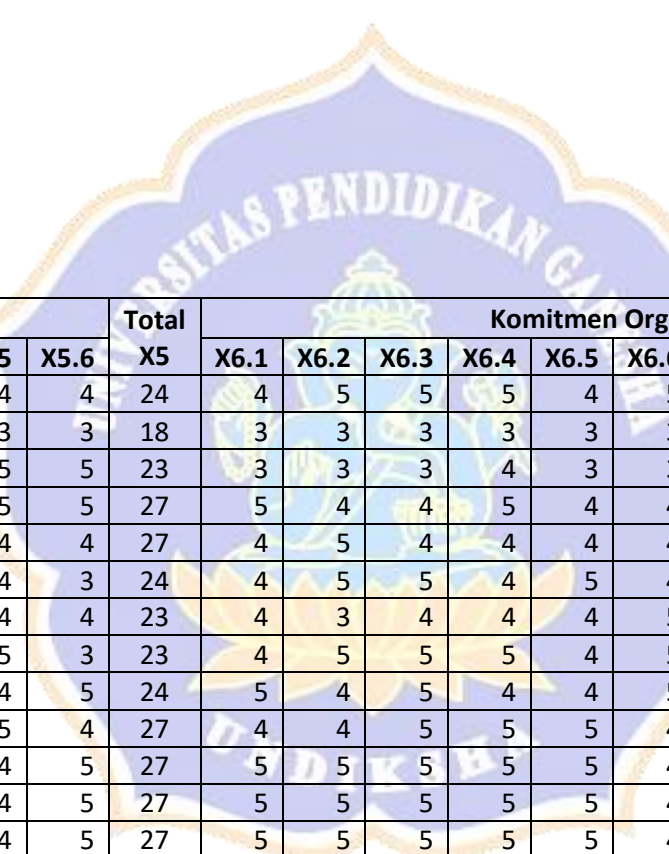 UNIVERSITAS PENDIDIKAN GANESHA
Total Komitmen Org
5 X5.6 X5 X6.1 X6.2 X6.3 X6.4 X6.5 X6.
4 4 24 4 5 5 5 4
3 3 18 3 3 3 3 3
5 5 23 3 3 3 4 3
5 5 27 5 4 4 5 4
4 4 27 4 5 4 4 4
4 3 24 4 5 5 4 5
4 4 23 4 3 4 4 4
5 3 23 4 5 5 5 4
4 5 24 5 4 5 4 4
5 4 27 4 4 5 5 5
4 5 27 5 5 5 5 5
4 5 27 5 5 5 5 5
4 5 27 5 5 5 5 5
UNDIKSHA